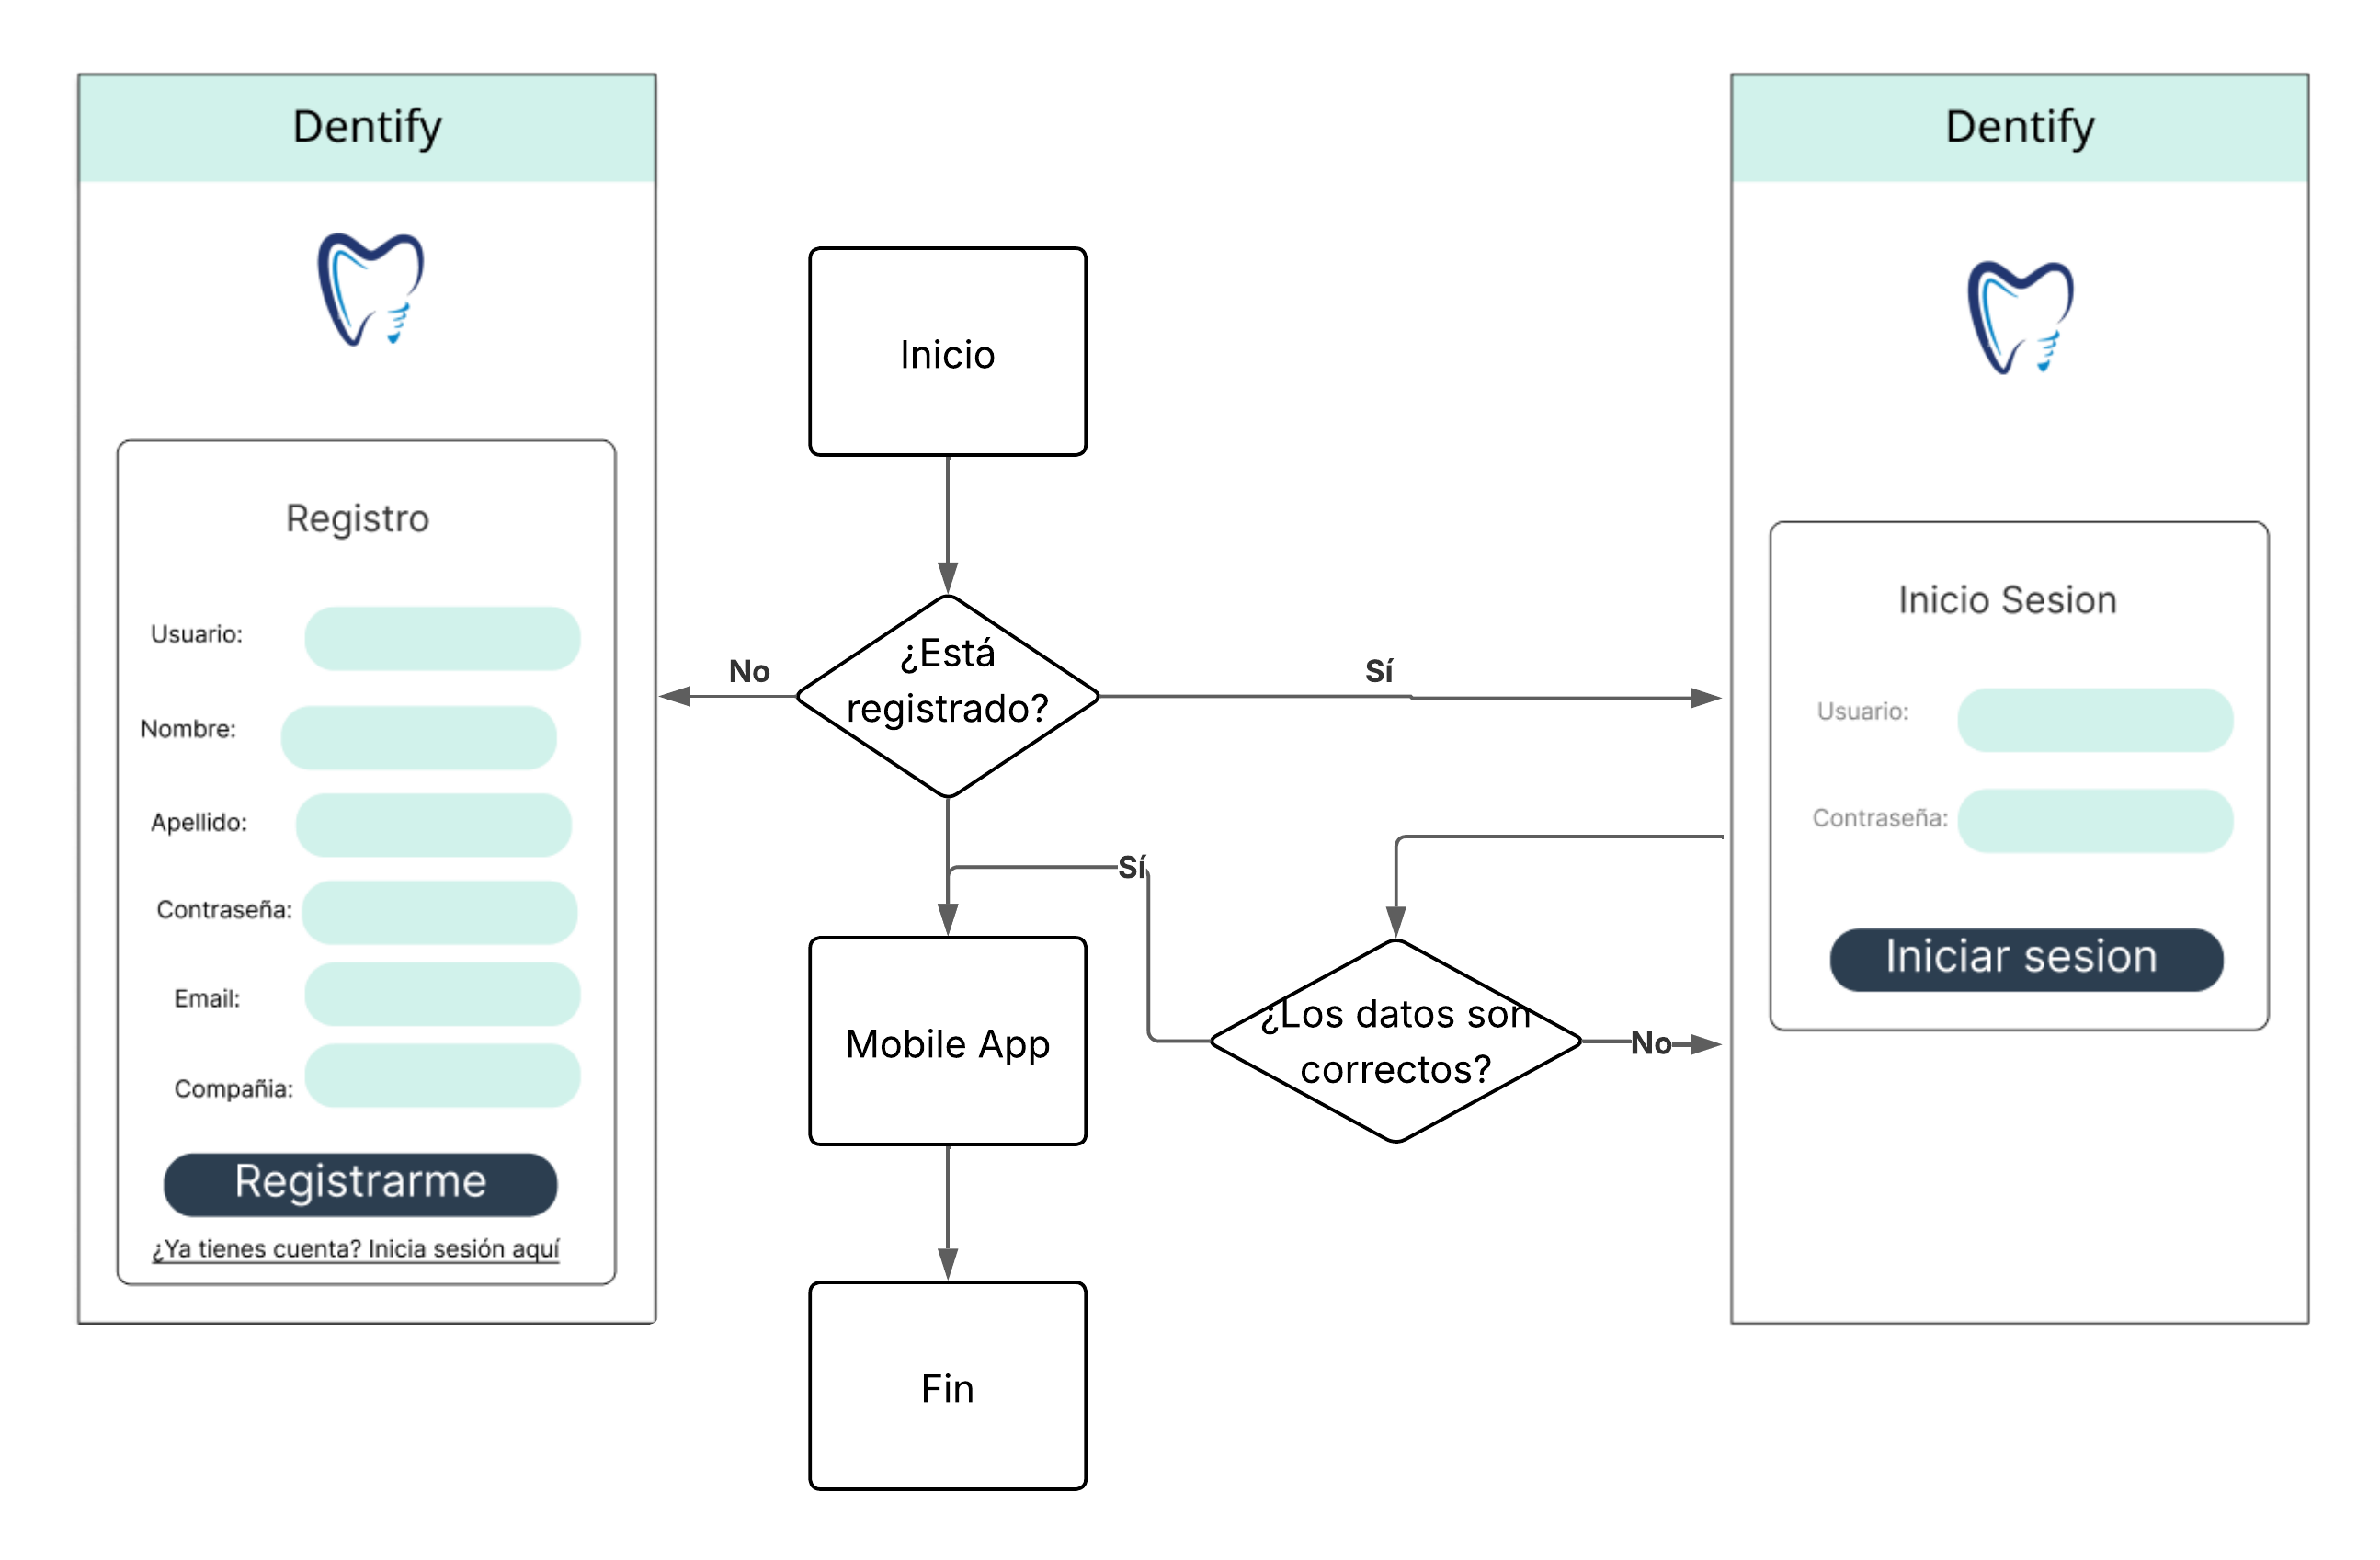 Dentify
Registro
Usuario:
Nombre:
Apellido:
Contraseña:
Email:
Compañia:
Registrarme
¿Ya tienes cuenta? Inicia sesión aquí
Inicio
¿Está
registrado?
No
Sí
Sí
Mobile App
¿Los datos son
correctos?
No
Fin
Dentify
Inicio Sesion
Usuario:
Contraseña:
Iniciar sesion